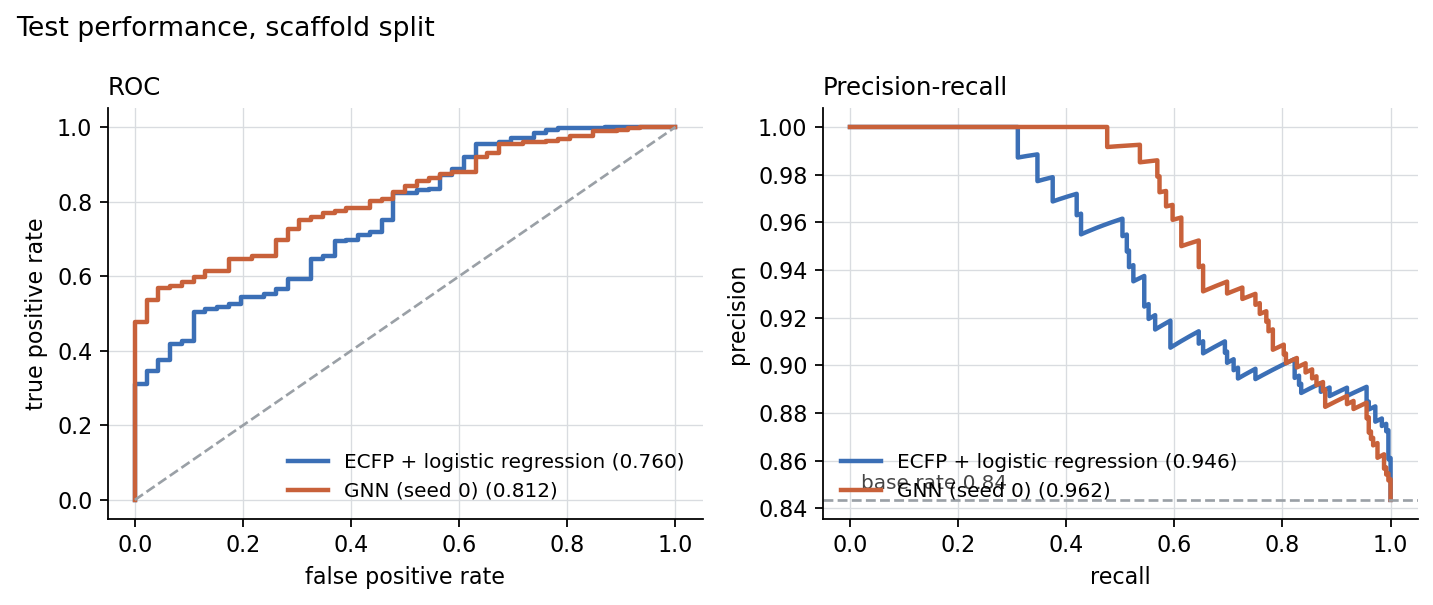 Test performance, scaffold split
ROC
1.0
0.8
0.6
0.4
0.2
0.0
true positive rate
ECFP + logistic regression (0.760)
GNN (seed 0) (0.812)
0.0 0.2 0.4 0.6 0.8 1.0
false positive rate
Precision-recall
1.00
0.98
0.96
0.94
0.92
0.90
0.88
0.86
0.84
precision
ECFP + logistic regression (0.946)
base rate 0.84
GNN (seed 0) (0.962)
0.0 0.2 0.4 0.6 0.8 1.0
recall